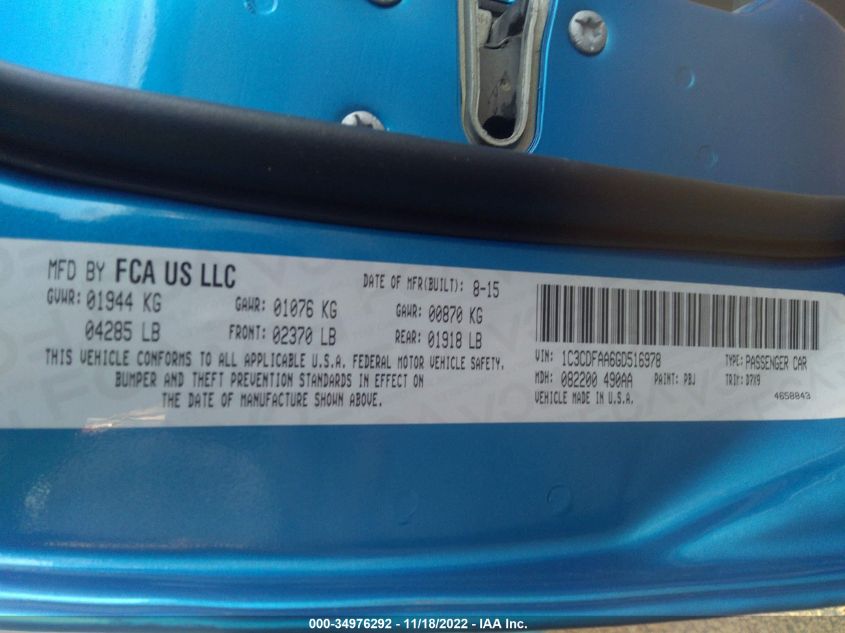 MFD BY FCA US LLC
DATE OF MFR(BUILT): 8-15
GVWR: 01944 KG
GAWR: 01076 KG
GAWR: 00870 KG
04285 LB
FRONT: 02370 LB
REAR: 01918 LB
THIS VEHICLE CONFORMS TO ALL APPLICABLE U.S.A. FEDERAL MOTOR VEHICLE SAFETY,
BUMPER AND THEFT PREVENTION STANDARDS IN EFFECT ON
THE DATE OF MANUFACTURE SHOWN ABOVE.
VIN: 1C3CDFAA6GD516978
TYPE: PASSENGER CAR
MDH: 082200 490AA
PAINT: PBJ
TRIM: D7X9
VEHICLE MADE IN U.S.A.
4658843
000-34976292 - 11/18/2022 - IAA Inc.